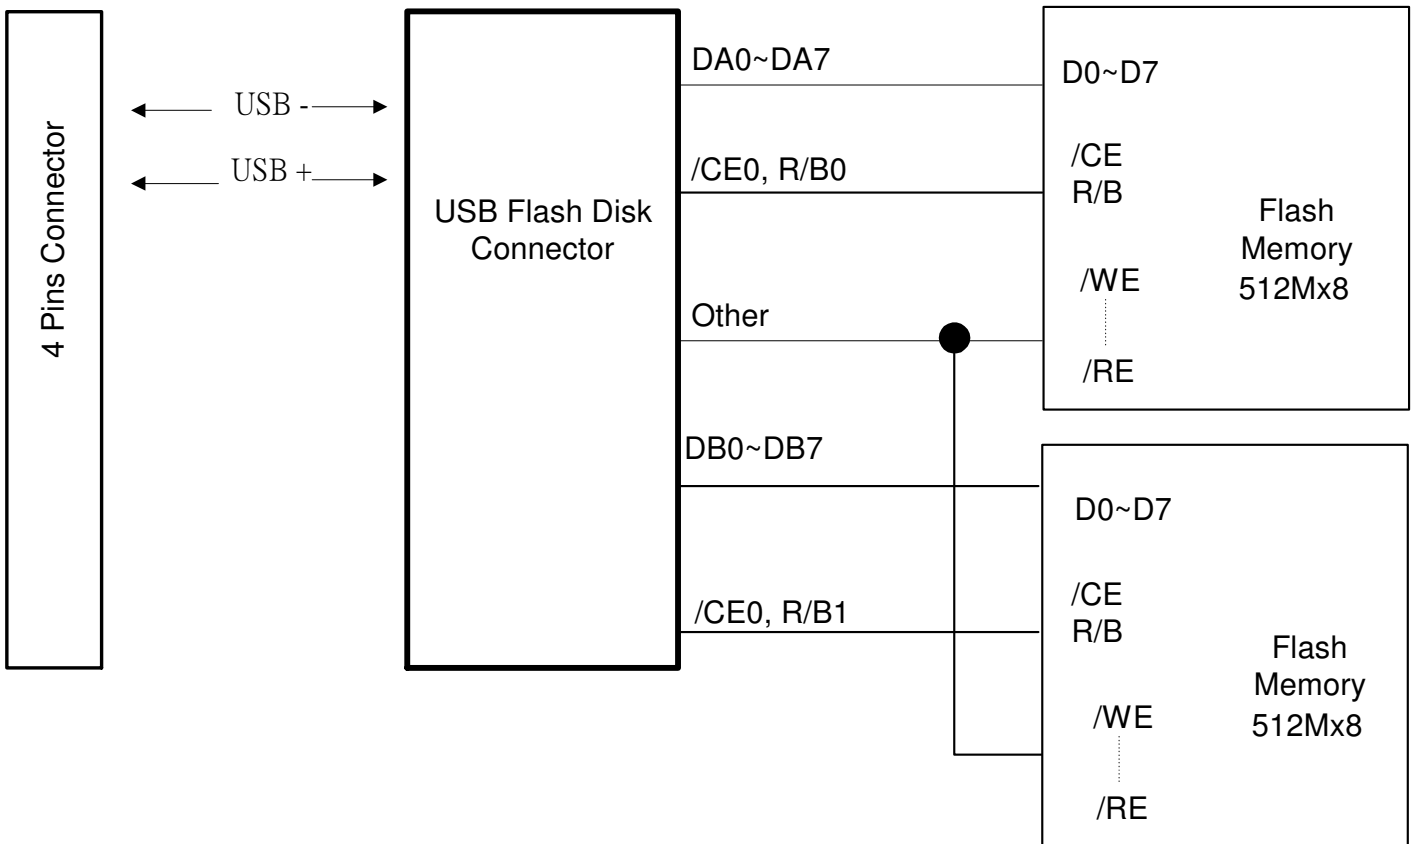 4 Pins Connector
USB -
USB +
USB Flash Disk
Connector
DA0~DA7
/CE0, R/B0
Other
DB0~DB7
/CE0, R/B1
D0~D7
/CE
R/B
/WE
/RE
Flash
Memory
512Mx8
D0~D7
/CE
R/B
/WE
/RE
Flash
Memory
512Mx8